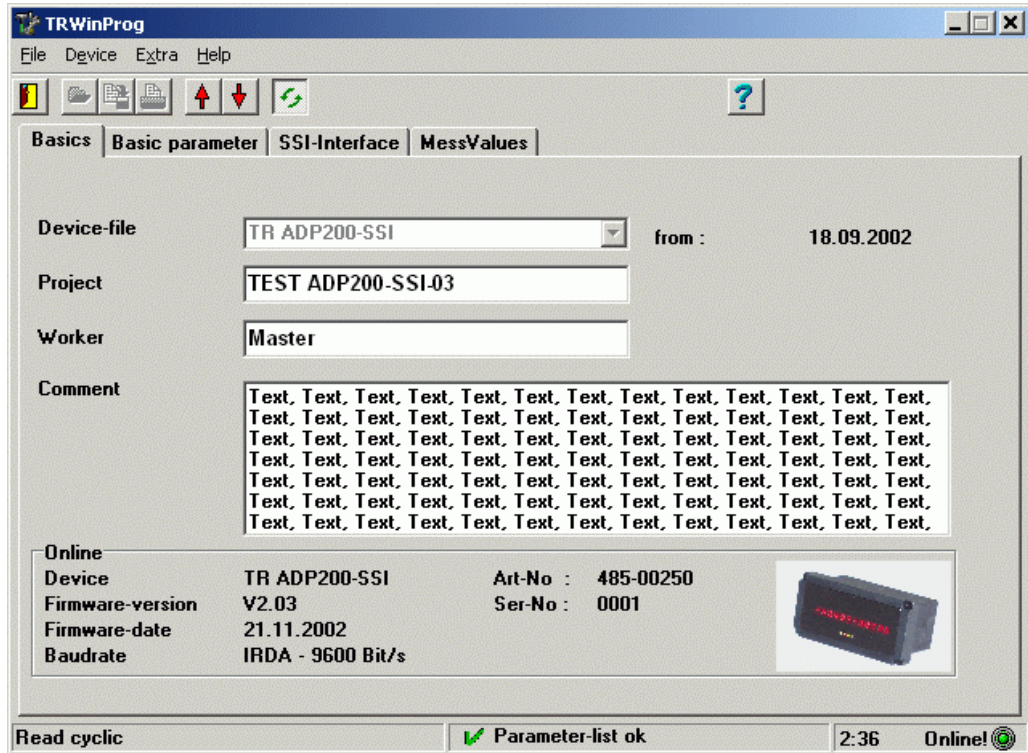 TRWinProg
File Device Extra Help
Basics Basic parameter SSI-Interface MessValues
Device-file TR ADP200-SSI from : 18.09.2002
Project TEST ADP200-SSI-03
Worker Master
Comment Text, Text, Text, Text, Text, Text, Text, Text, Text, Text, Text, Text, Text,
Text, Text, Text, Text, Text, Text, Text, Text, Text, Text, Text, Text, Text,
Text, Text, Text, Text, Text, Text, Text, Text, Text, Text, Text, Text, Text,
Text, Text, Text, Text, Text, Text, Text, Text, Text, Text, Text, Text, Text,
Text, Text, Text, Text, Text, Text, Text, Text, Text, Text, Text, Text, Text,
Text, Text, Text, Text, Text, Text, Text, Text, Text, Text, Text, Text, Text,
Text, Text, Text, Text, Text, Text, Text, Text, Text, Text, Text, Text, Text,
Online
Device TR ADP200-SSI Art-No : 485-00250
Firmware-version V2.03 Ser-No : 0001
Firmware-date 21.11.2002
Baudrate IRDA - 9600 Bit/s
Read cyclic Parameter-list ok 2:36 Online!